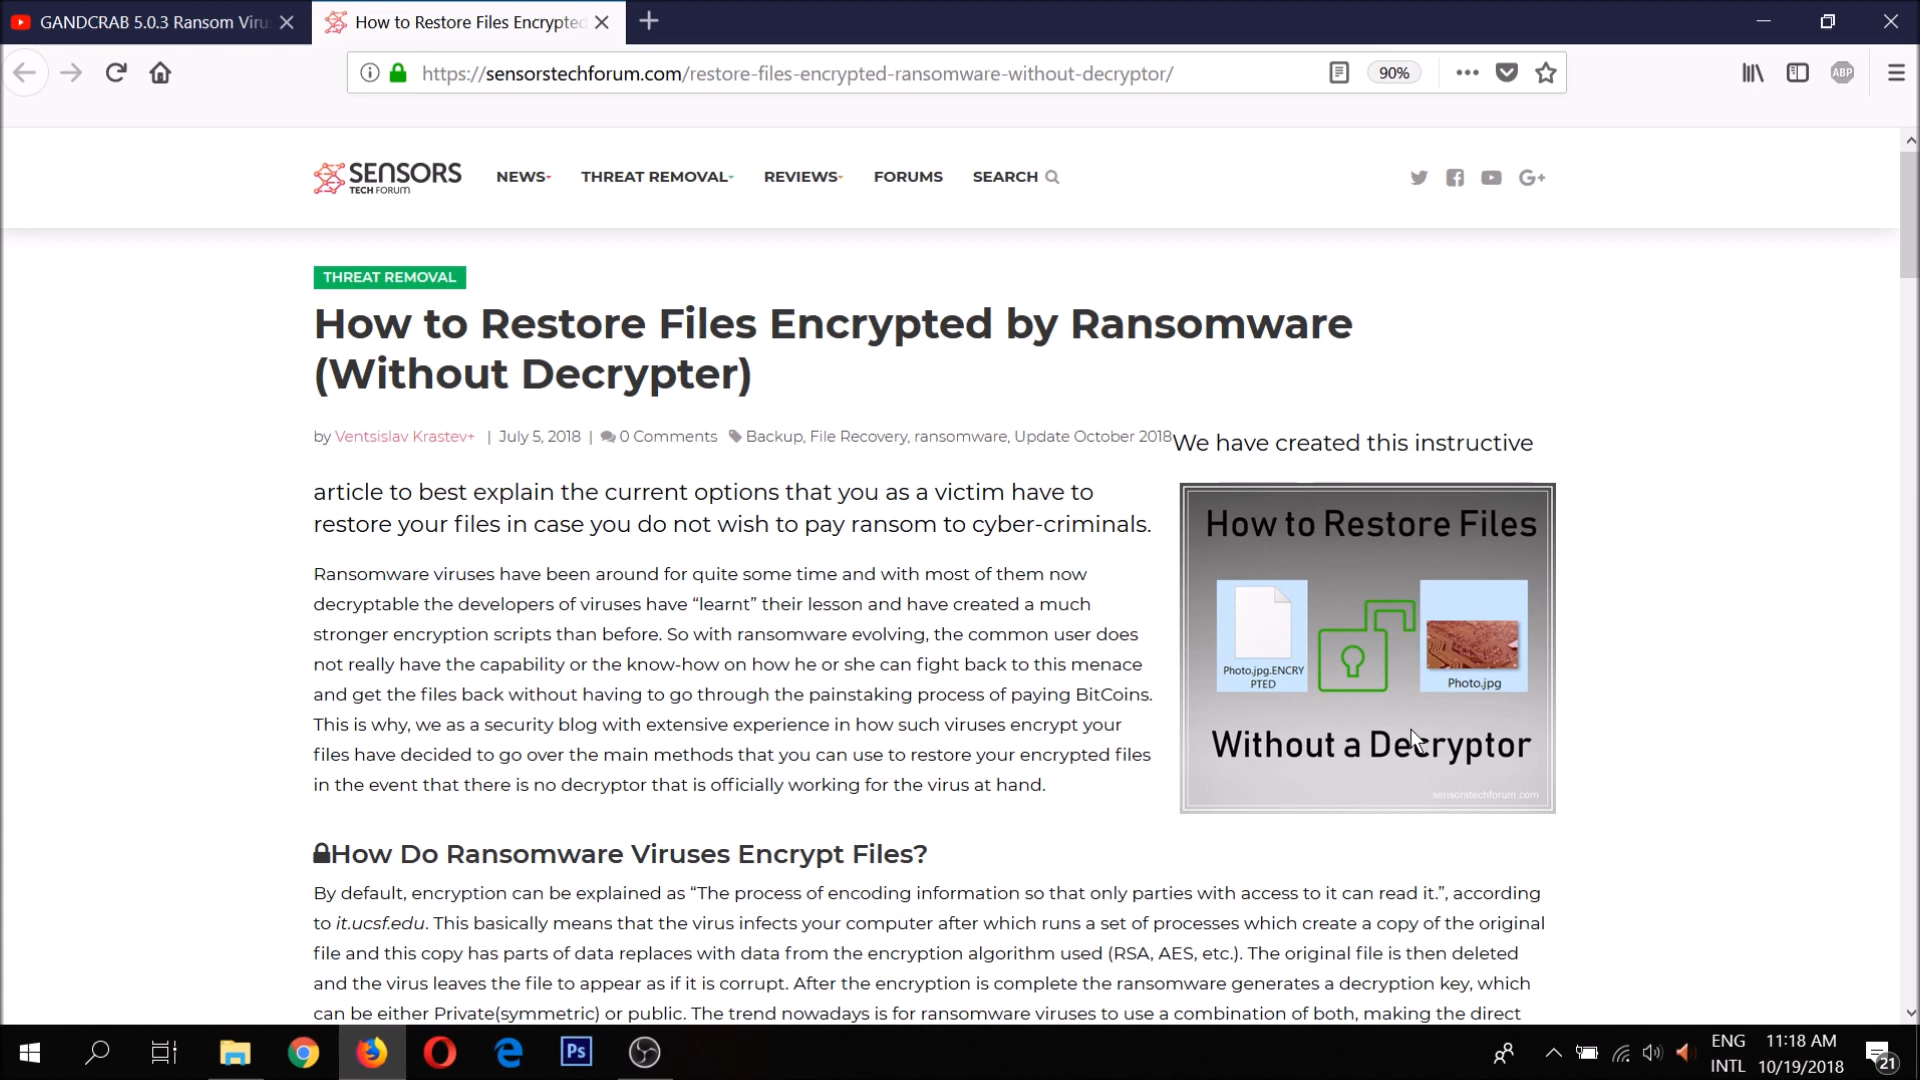 GANDCRAB 5.0.3 Ransom Viru
How to Restore Files Encrypted
https://sensorstechforum.com/restore-files-encrypted-ransomware-without-decryptor/
90%
ABP
SENSORS
TECH FORUM
NEWS
THREAT REMOVAL
REVIEWS
FORUMS
SEARCH
G+
THREAT REMOVAL
How to Restore Files Encrypted by Ransomware
(Without Decrypter)
by Ventsislav Krastev+ | July 5, 2018 | 0 Comments Backup, File Recovery, ransomware, Update October 2018
We have created this instructive
article to best explain the current options that you as a victim have to
restore your files in case you do not wish to pay ransom to cyber-criminals.
Ransomware viruses have been around for quite some time and with most of them now
decryptable the developers of viruses have “learnt” their lesson and have created a much
stronger encryption scripts than before. So with ransomware evolving, the common user does
not really have the capability or the know-how on how he or she can fight back to this menace
and get the files back without having to go through the painstaking process of paying BitCoins.
This is why, we as a security blog with extensive experience in how such viruses encrypt your
files have decided to go over the main methods that you can use to restore your encrypted files
in the event that there is no decryptor that is officially working for the virus at hand.
How to Restore Files
Photo.jpg.ENCRY
PTED
Photo.jpg
Without a Decryptor
sensorstechforum.com
How Do Ransomware Viruses Encrypt Files?
By default, encryption can be explained as “The process of encoding information so that only parties with access to it can read it.”, according
to it.ucsf.edu. This basically means that the virus infects your computer after which runs a set of processes which create a copy of the original
file and this copy has parts of data replaces with data from the encryption algorithm used (RSA, AES, etc.). The original file is then deleted
and the virus leaves the file to appear as if it is corrupt. After the encryption is complete the ransomware generates a decryption key, which
can be either Private(symmetric) or public. The trend nowadays is for ransomware viruses to use a combination of both, making the direct
Ps
ENG
INTL
11:18 AM
10/19/2018
21